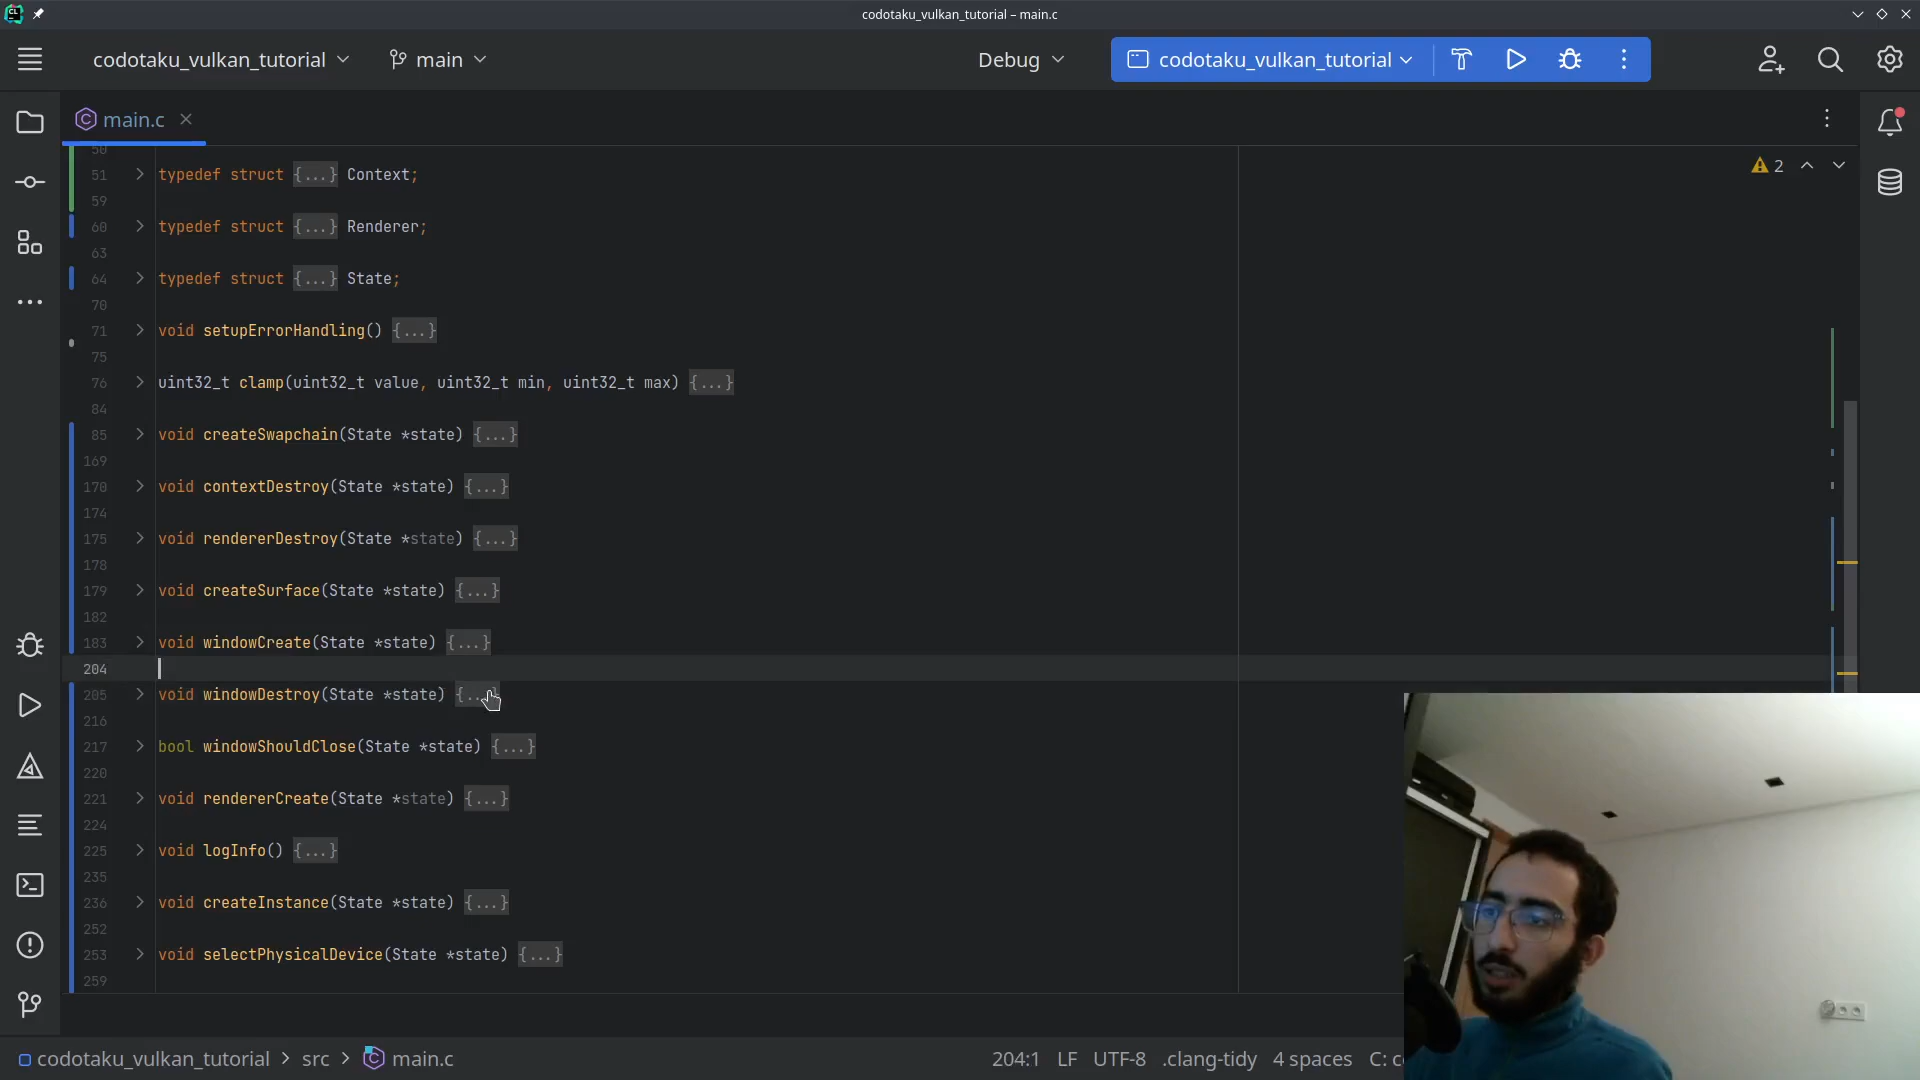 codotaku_vulkan_tutorial – main.c
codotaku_vulkan_tutorial
main
Debug
codotaku_vulkan_tutorial
main.c
2
50
51 typedef struct {...} Context;
59
60 typedef struct {...} Renderer;
63
64 typedef struct {...} State;
70
71 void setupErrorHandling() {...}
75
76 uint32_t clamp(uint32_t value, uint32_t min, uint32_t max) {...}
84
85 void createSwapchain(State *state) {...}
169
170 void contextDestroy(State *state) {...}
174
175 void rendererDestroy(State *state) {...}
178
179 void createSurface(State *state) {...}
182
183 void windowCreate(State *state) {...}
204
205 void windowDestroy(State *state) {...}
216
217 bool windowShouldClose(State *state) {...}
220
221 void rendererCreate(State *state) {...}
224
225 void logInfo() {...}
235
236 void createInstance(State *state) {...}
252
253 void selectPhysicalDevice(State *state) {...}
259
codotaku_vulkan_tutorial > src > main.c
204:1 LF UTF-8 .clang-tidy 4 spaces C: